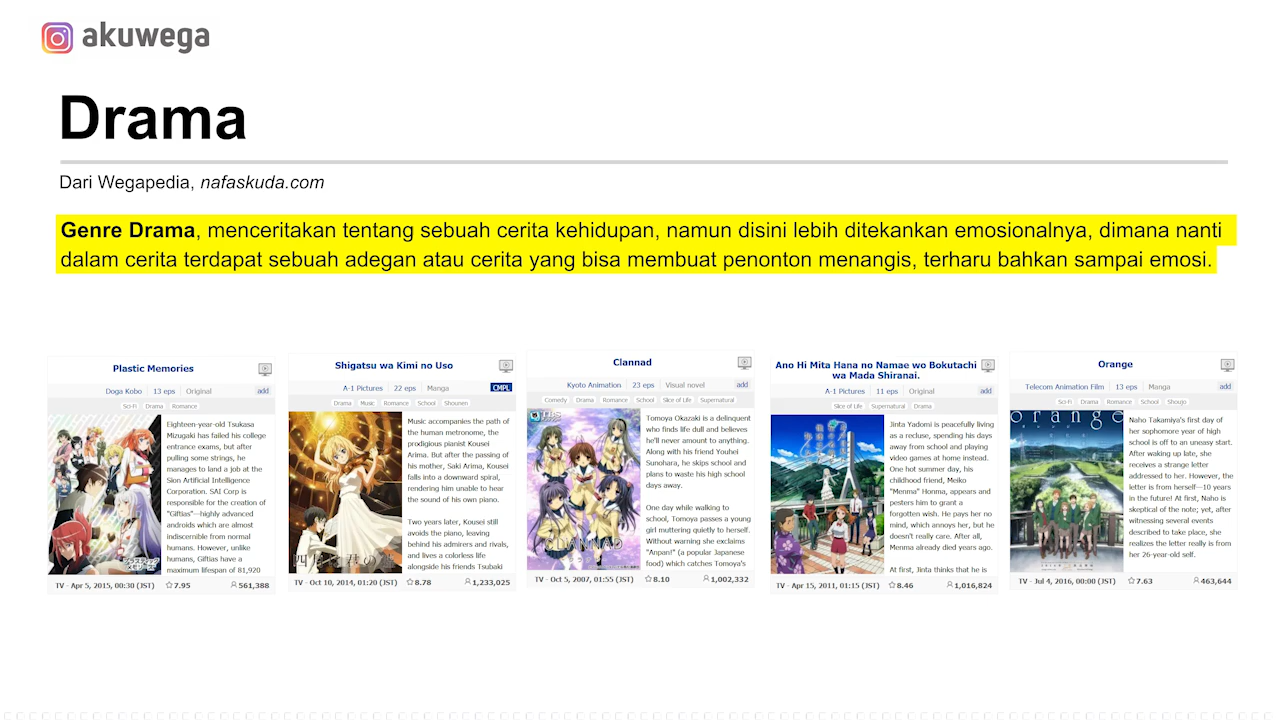 akuwega
Drama
Dari Wegapedia, nafaskuda.com
Genre Drama, menceritakan tentang sebuah cerita kehidupan, namun disini lebih ditekankan emosionalnya, dimana nanti
dalam cerita terdapat sebuah adegan atau cerita yang bisa membuat penonton menangis, terharu bahkan sampai emosi.
Plastic Memories
Doga Kobo 13 eps Original add
Sci-Fi Drama Romance
Eighteen-year-old Tsukasa
Mizugaki has failed his college
entrance exams, but after
pulling some strings, he
manages to land a job at the
Sion Artificial Intelligence
Corporation. SAI Corp is
responsible for the creation of
"Giftias"—highly advanced
androids which are almost
indiscernible from normal
humans. However, unlike
humans, Giftias have a
maximum lifespan of 81,920
TV - Apr 5, 2015, 00:30 (JST) 7.95 561,388
Shigatsu wa Kimi no Uso
A-1 Pictures 22 eps Manga CMPL
Drama Music Romance School Shounen
Music accompanies the path of
the human metronome, the
prodigious pianist Kousei
Arima. But after the passing of
his mother, Saki Arima, Kousei
falls into a downward spiral,
rendering him unable to hear
the sound of his own piano.
Two years later, Kousei still
avoids the piano, leaving
behind his admirers and rivals,
and lives a colorless life
alongside his friends Tsubaki
四月は君の嘘
TV - Oct 10, 2014, 01:20 (JST) 8.78 1,233,025
Clannad
Kyoto Animation 23 eps Visual novel add
Comedy Drama Romance School Slice of Life Supernatural
Tomoya Okazaki is a delinquent
who finds life dull and believes
he'll never amount to anything.
Along with his friend Youhei
Sunohara, he skips school and
plans to waste his high school
days away.
One day while walking to
school, Tomoya passes a young
girl muttering quietly to herself.
Without warning she exclaims
"Anpan!" (a popular Japanese
food) which catches Tomoya's
CLANNAD
TV - Oct 5, 2007, 01:55 (JST) 8.10 1,002,332
Ano Hi Mita Hana no Namae wo Bokutachi
wa Mada Shiranai.
A-1 Pictures 11 eps Original add
Slice of Life Supernatural Drama
Jinta Yadomi is peacefully living
as a recluse, spending his days
away from school and playing
video games at home instead.
One hot summer day, his
childhood friend, Meiko
"Menma" Honma, appears and
pesters him to grant a
forgotten wish. He pays her no
mind, which annoys her, but he
doesn't really care. After all,
Menma already died years ago.
At first, Jinta thinks that he is
TV - Apr 15, 2011, 01:15 (JST) 8.46 1,016,824
Orange
Telecom Animation Film 13 eps Manga add
Sci-Fi Drama Romance School Shoujo
orange
Naho Takamiya's first day of
her sophomore year of high
school is off to an uneasy start.
After waking up late, she
receives a strange letter
addressed to her. However, the
letter is from herself—10 years
in the future! At first, Naho is
skeptical of the note; yet, after
witnessing several events
described to take place, she
realizes the letter really is from
her 26-year-old self.
TV - Jul 4, 2016, 00:00 (JST) 7.63 463,644